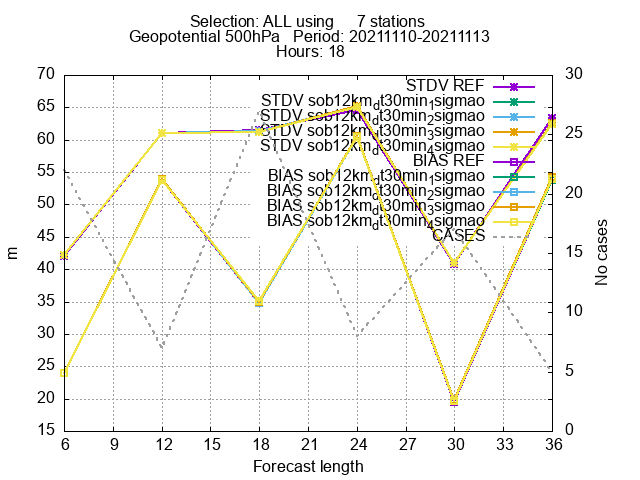 Selection: ALL using 7 stations
Geopotential 500hPa Period: 20211110-20211113
Hours: 18
70
65
60
55
50
45
40
35
30
25
20
15
30
25
20
15
10
5
0
m
No cases
STDV REF
STDV sob12km_dt30min_1sigmao
STDV sob12km_dt30min_2sigmao
STDV sob12km_dt30min_3sigmao
STDV sob12km_dt30min_4sigmao
BIAS REF
BIAS sob12km_dt30min_1sigmao
BIAS sob12km_dt30min_2sigmao
BIAS sob12km_dt30min_3sigmao
BIAS sob12km_dt30min_4sigmao
CASES
6 9 12 15 18 21 24 27 30 33 36
Forecast length